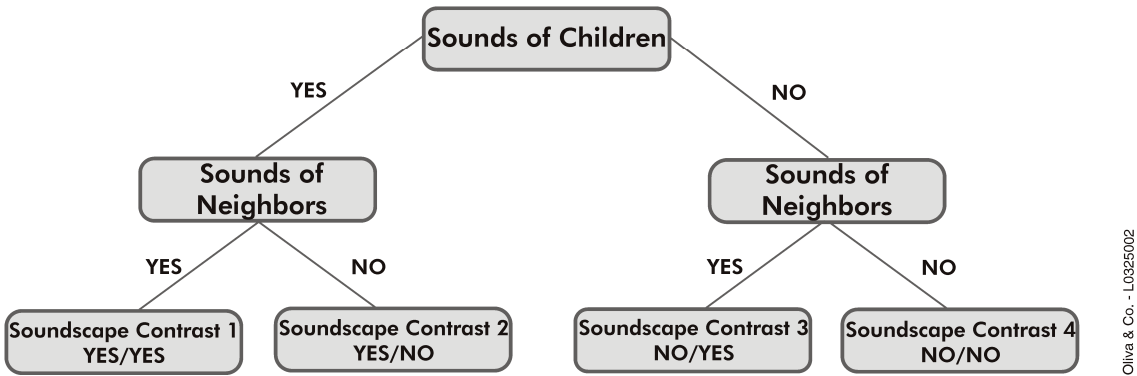 Sounds of Children
YES
NO
Sounds of
Neighbors
Sounds of
Neighbors
YES
NO
YES
NO
Soundscape Contrast 1
YES/YES
Soundscape Contrast 2
YES/NO
Soundscape Contrast 3
NO/YES
Soundscape Contrast 4
NO/NO
Oliva & Co. - L0325002